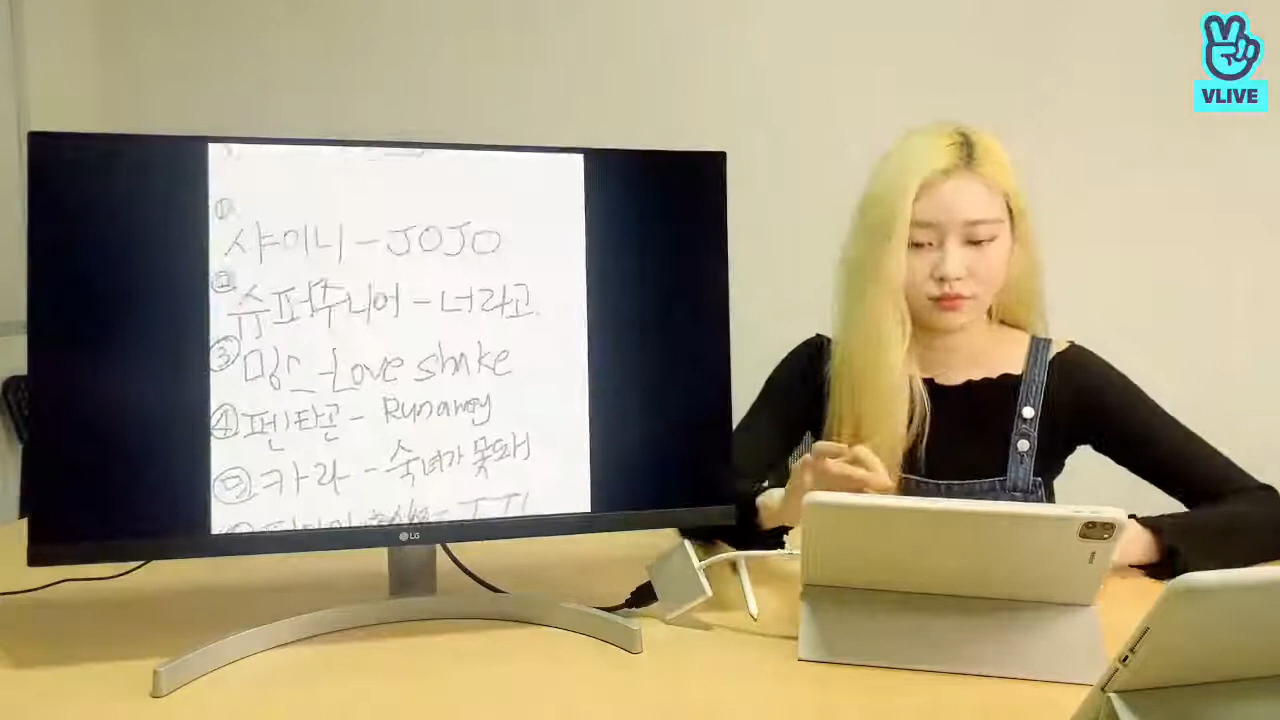 VLIVE
①
샤이니 - JOJO
② 슈퍼주니어 - 너라고
③ 밍스 - Love shake
④ 펜타곤 - Runaway
⑤ 카라 - 숙녀가 못돼
LG